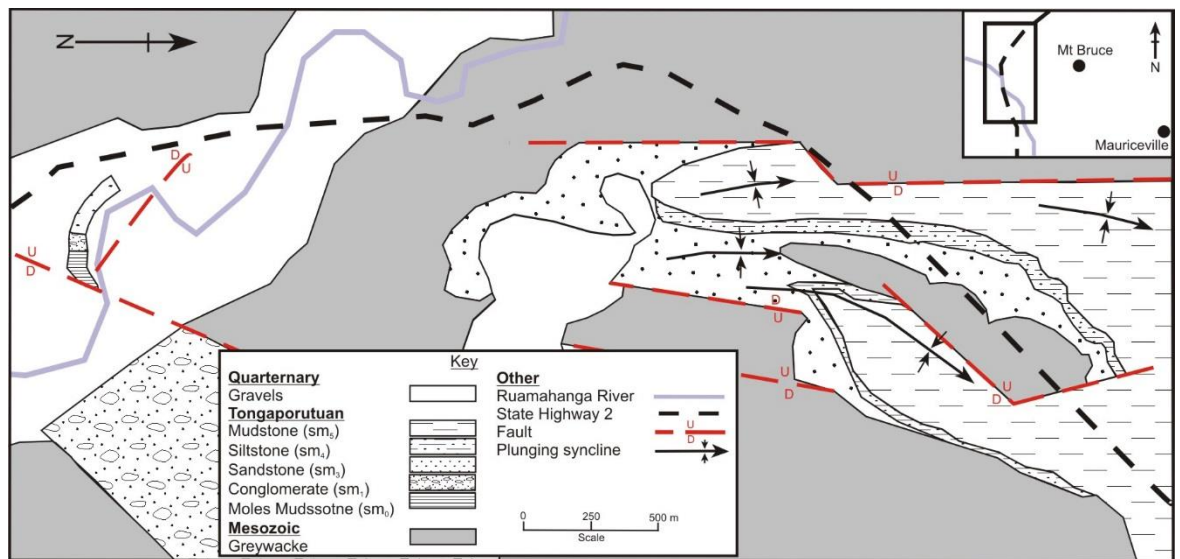 N
Mt Bruce
N
Mauriceville
D
U
U
D
U
D
D
U
U
D
U
D
Key
Quarternary
Gravels
Tongaporutuan
Mudstone (sm₅)
Siltstone (sm₄)
Sandstone (sm₃)
Conglomerate (sm₁)
Moles Mudssotne (sm₀)
Mesozoic
Greywacke
Other
Ruamahanga River
State Highway 2
Fault
U
D
Plunging syncline
0 250 500 m
Scale